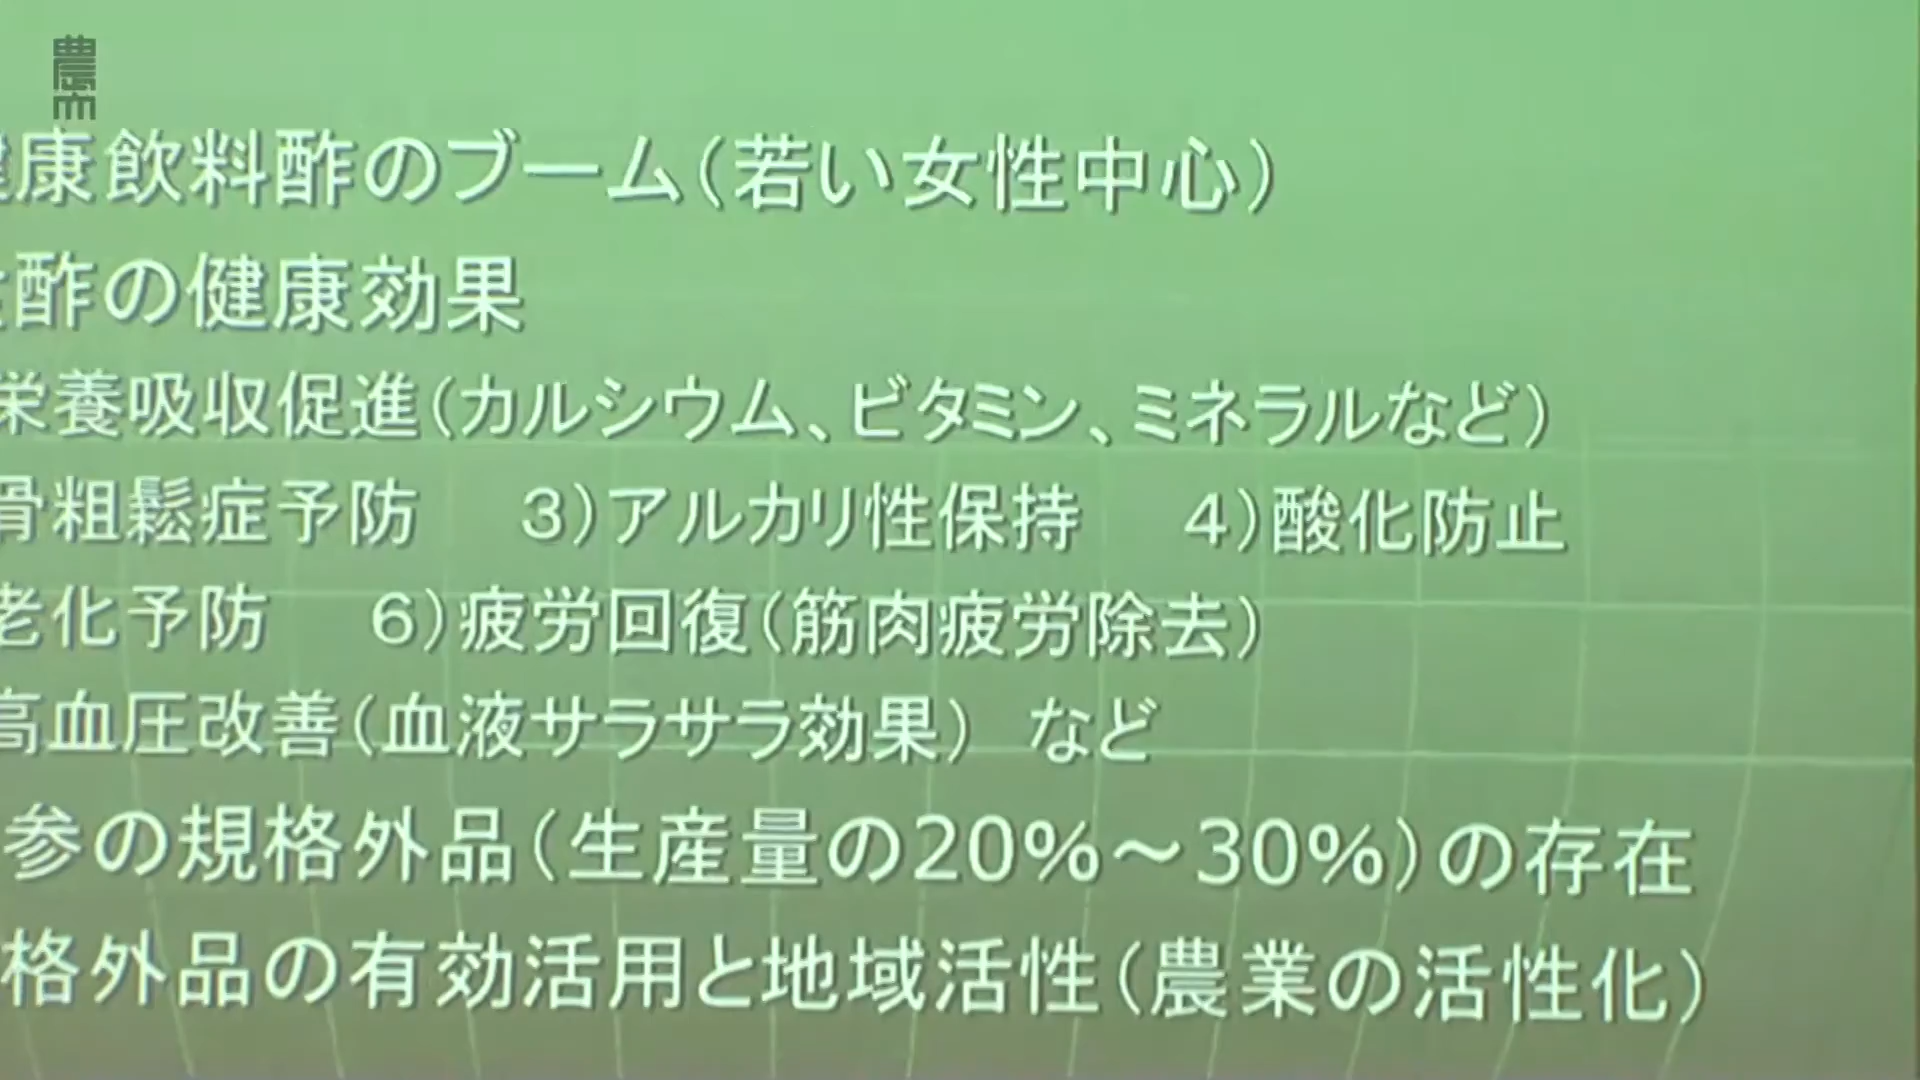 康飲料酢のブーム（若い女性中心）
酢の健康効果
栄養吸収促進（カルシウム、ビタミン、ミネラルなど）
骨粗鬆症予防　3）アルカリ性保持　4）酸化防止
老化予防　6）疲労回復（筋肉疲労除去）
高血圧改善（血液サラサラ効果）　など
参の規格外品（生産量の20%～30%）の存在
格外品の有効活用と地域活性（農業の活性化）